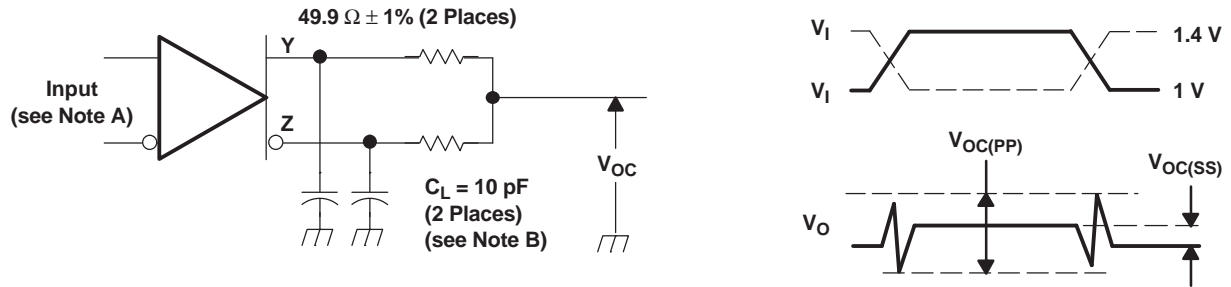 49.9 Ω ± 1% (2 Places)
Y
Input
(see Note A)
Z
C_L = 10 pF
(2 Places)
(see Note B)
V_OC
V_I
1.4 V
V_I
1 V
V_OC(PP)
V_OC(SS)
V_O